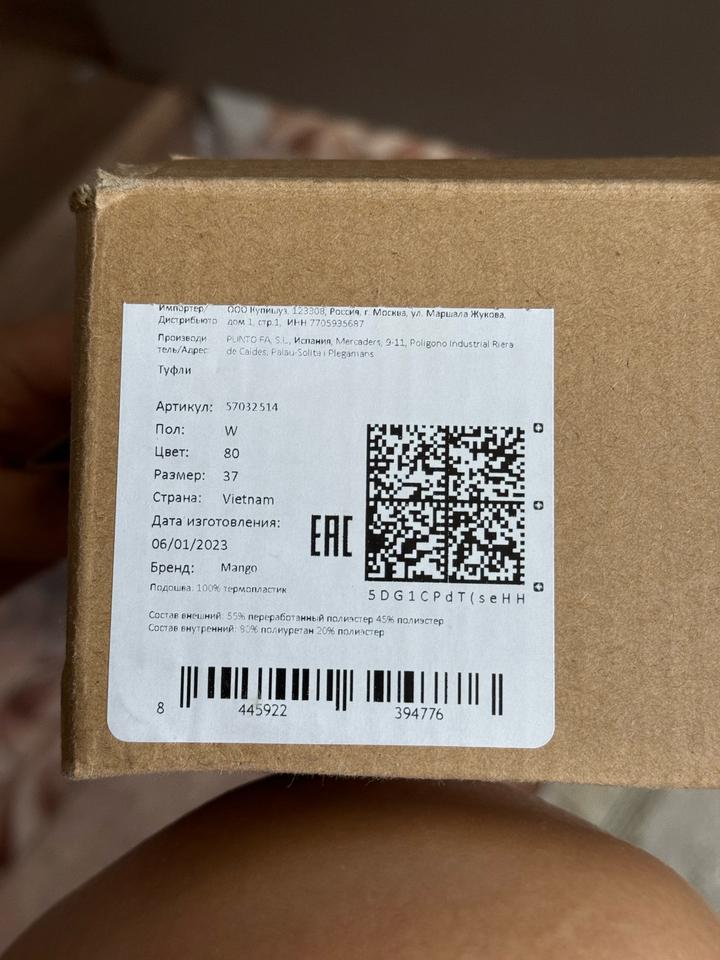 Импортер/ ООО Купишуз, 123308, Россия, г. Москва, ул. Маршала Жукова,
Дистрибьюто дом 1, стр.1, ИНН 7705935687
Производи PUNTO FA, S.L., Испания, Mercaders, 9-11, Poligono Industrial Riera
тель/Адрес: de Caldes, Palau-Solita i Plegamans
Туфли
Артикул: 57032514
Пол: W
Цвет: 80
Размер: 37
Страна: Vietnam
Дата изготовления:
06/01/2023
Бренд: Mango
EAC
5DG1CPdT(seHH
Подошва: 100% термопластик
Состав внешний: 55% переработанный полиэстер 45% полиэстер
Состав внутренний: 80% полиуретан 20% полиэстер
8 445922 394776